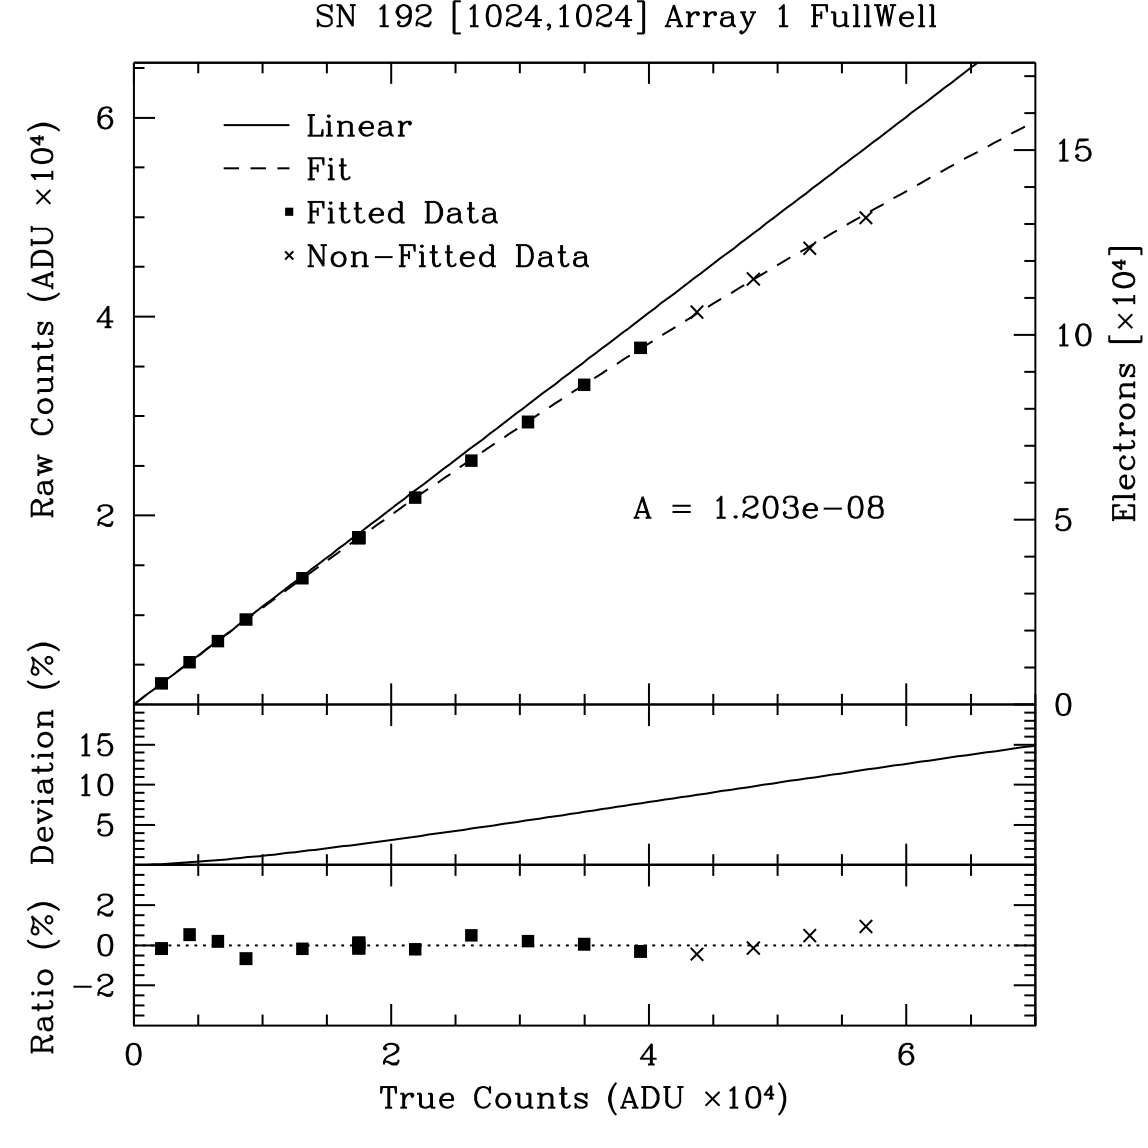 SN 192 [1024,1024] Array 1 FullWell
Raw Counts (ADU ×10⁴)
6
4
2
Linear
Fit
Fitted Data
Non−Fitted Data
A = 1.203e−08
15
10
5
0
Electrons [×10⁴]
Deviation (%)
15
10
5
Ratio (%)
2
0
−2
0 2 4 6
True Counts (ADU ×10⁴)